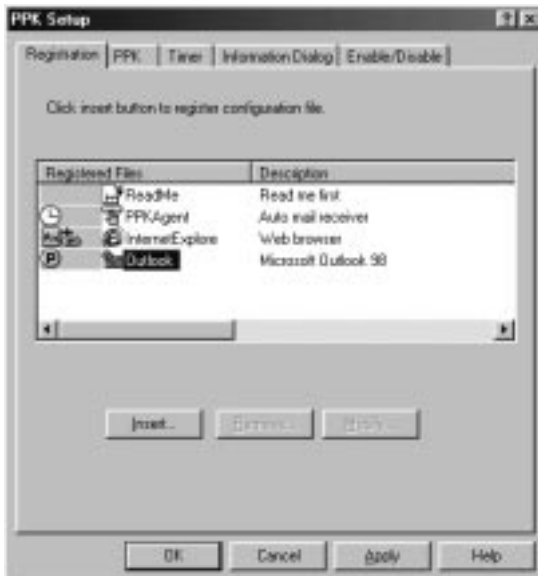 PPK Setup
Registration PPK Timer Information Dialog Enable/Disable
Click insert button to register configuration file.
Registered Files Description
ReadMe Read me first
PPKAgent Auto mail receiver
InternetExplore Web browser
Outlook Microsoft Outlook 98
Insert... Remove... Modify...
OK Cancel Apply Help